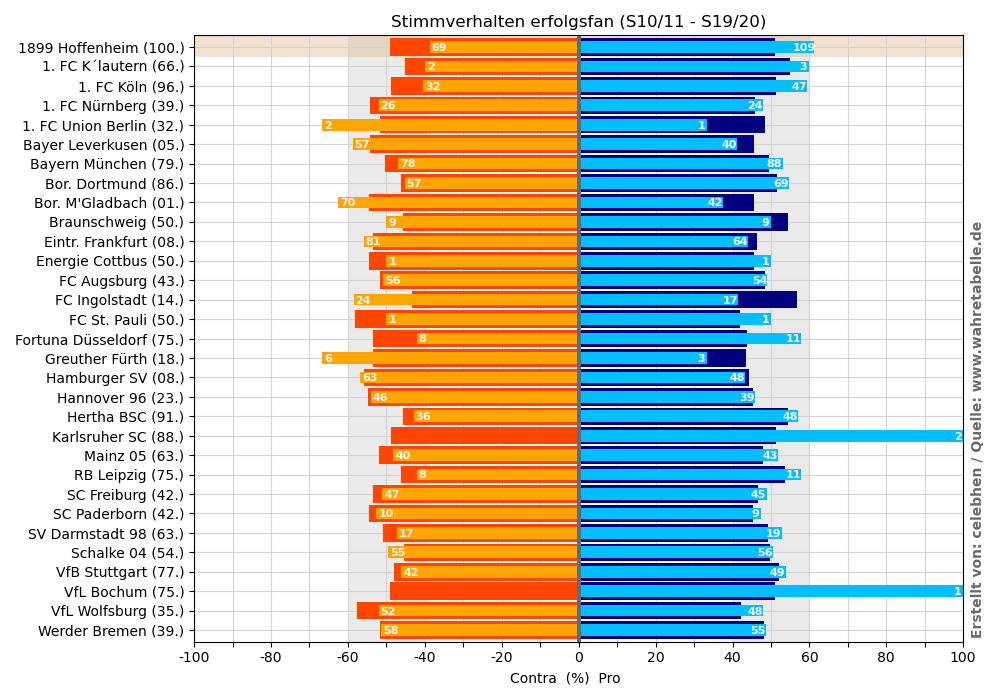 Stimmverhalten erfolgsfan (S10/11 - S19/20)
1899 Hoffenheim (100.) 69 109
1. FC K´lautern (66.) 2 3
1. FC Köln (96.) 32 47
1. FC Nürnberg (39.) 26 24
1. FC Union Berlin (32.) 2 1
Bayer Leverkusen (05.) 57 40
Bayern München (79.) 78 88
Bor. Dortmund (86.) 57 69
Bor. M'Gladbach (01.) 70 42
Braunschweig (50.) 9 9
Eintr. Frankfurt (08.) 81 64
Energie Cottbus (50.) 1 1
FC Augsburg (43.) 56 54
FC Ingolstadt (14.) 24 17
FC St. Pauli (50.) 1 1
Fortuna Düsseldorf (75.) 8 11
Greuther Fürth (18.) 6 3
Hamburger SV (08.) 63 48
Hannover 96 (23.) 46 39
Hertha BSC (91.) 36 48
Karlsruher SC (88.) 2
Mainz 05 (63.) 40 43
RB Leipzig (75.) 8 11
SC Freiburg (42.) 47 45
SC Paderborn (42.) 10 9
SV Darmstadt 98 (63.) 17 19
Schalke 04 (54.) 55 56
VfB Stuttgart (77.) 42 49
VfL Bochum (75.) 1
VfL Wolfsburg (35.) 52 48
Werder Bremen (39.) 58 55
-100 -80 -60 -40 -20 0 20 40 60 80 100
Contra (%) Pro
Erstellt von: celebhen / Quelle: www.wahretabelle.de